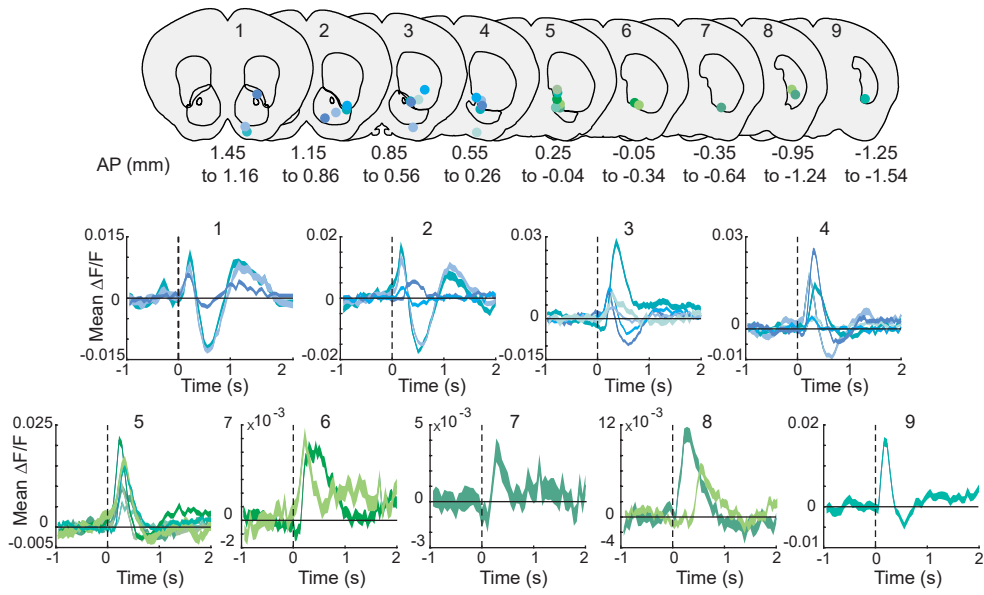 1 2 3 4 5 6 7 8 9
AP (mm)
1.45 1.15 0.85 0.55 0.25 -0.05 -0.35 -0.95 -1.25
to 1.16 to 0.86 to 0.56 to 0.26 to -0.04 to -0.34 to -0.64 to -1.24 to -1.54
1 2 3 4
0.015 0.02 0.03 0.03
Mean ΔF/F
0 0 0 0
-0.015 -0.02 -0.015 -0.01
-1 0 1 2 -1 0 1 2 -1 0 1 2 -1 0 1 2
Time (s) Time (s) Time (s) Time (s)
5 6 7 8 9
0.025 7 x10-3 5 x10-3 12 x10-3 0.02
Mean ΔF/F
0 0 0 0 0
-0.005 -2 -3 -4 -0.01
-1 0 1 2 -1 0 1 2 -1 0 1 2 -1 0 1 2 -1 0 1 2
Time (s) Time (s) Time (s) Time (s) Time (s)